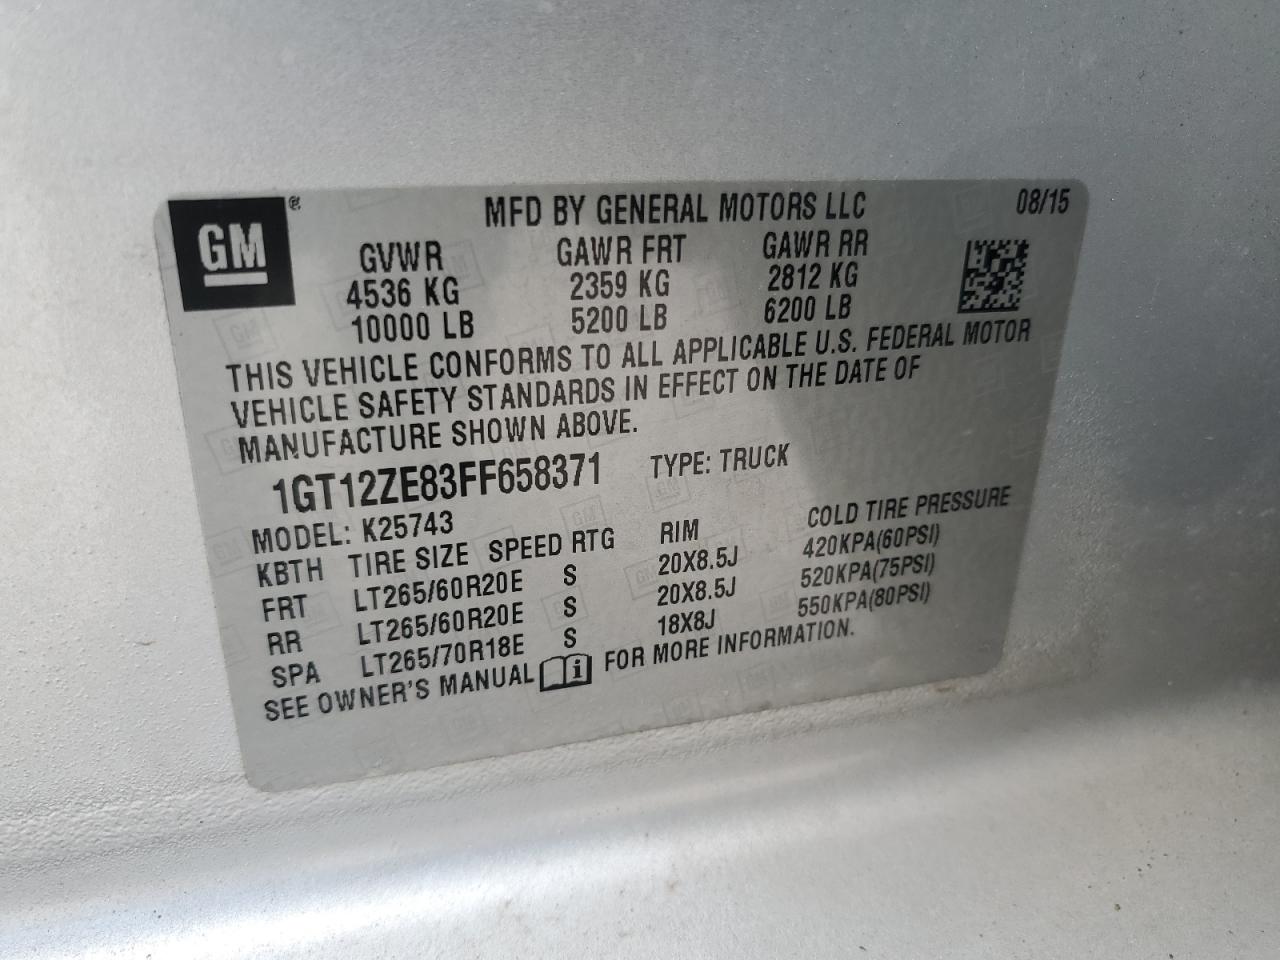 GM ® MFD BY GENERAL MOTORS LLC 08/15
GVWR GAWR FRT GAWR RR
4536 KG 2359 KG 2812 KG
10000 LB 5200 LB 6200 LB
THIS VEHICLE CONFORMS TO ALL APPLICABLE U.S. FEDERAL MOTOR
VEHICLE SAFETY STANDARDS IN EFFECT ON THE DATE OF
MANUFACTURE SHOWN ABOVE.
1GT12ZE83FF658371 TYPE: TRUCK
MODEL: K25743
KBTH TIRE SIZE SPEED RTG RIM COLD TIRE PRESSURE
FRT LT265/60R20E S 20X8.5J 420KPA(60PSI)
RR LT265/60R20E S 20X8.5J 520KPA(75PSI)
SPA LT265/70R18E S 18X8J 550KPA(80PSI)
SEE OWNER'S MANUAL i FOR MORE INFORMATION.